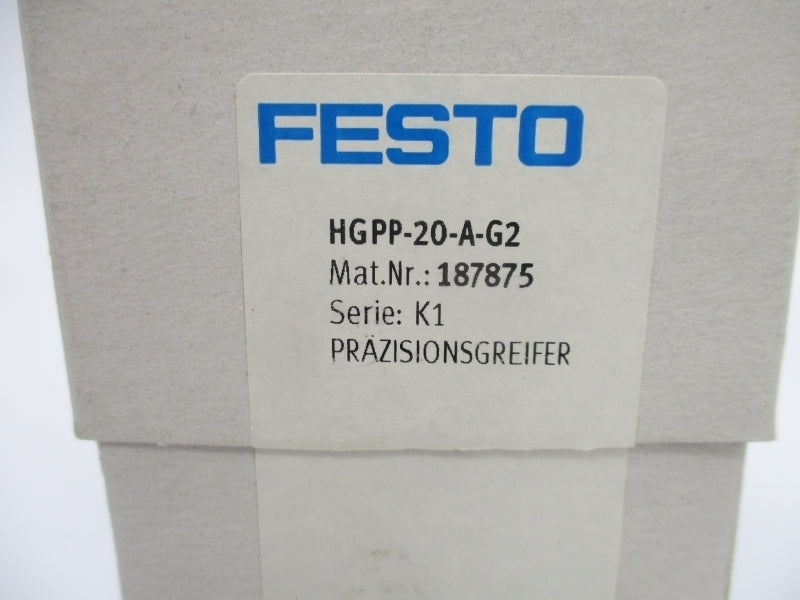 FESTO
HGPP-20-A-G2
Mat.Nr.: 187875
Serie: K1
PRÄZISIONSGREIFER